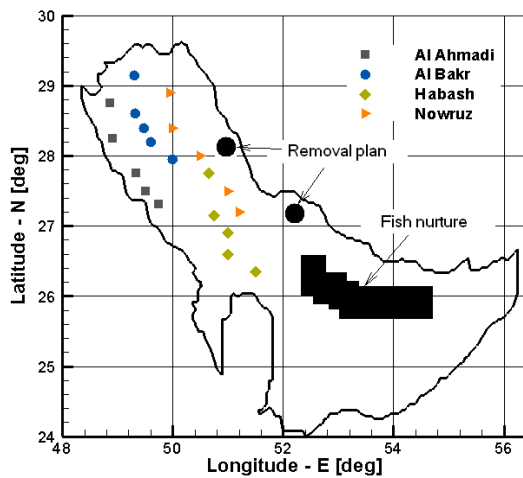 30
29
28
27
26
25
24
Latitude - N [deg]
Al Ahmadi
Al Bakr
Habash
Nowruz
Removal plan
Fish nurture
48
50
52
54
56
Longitude - E [deg]